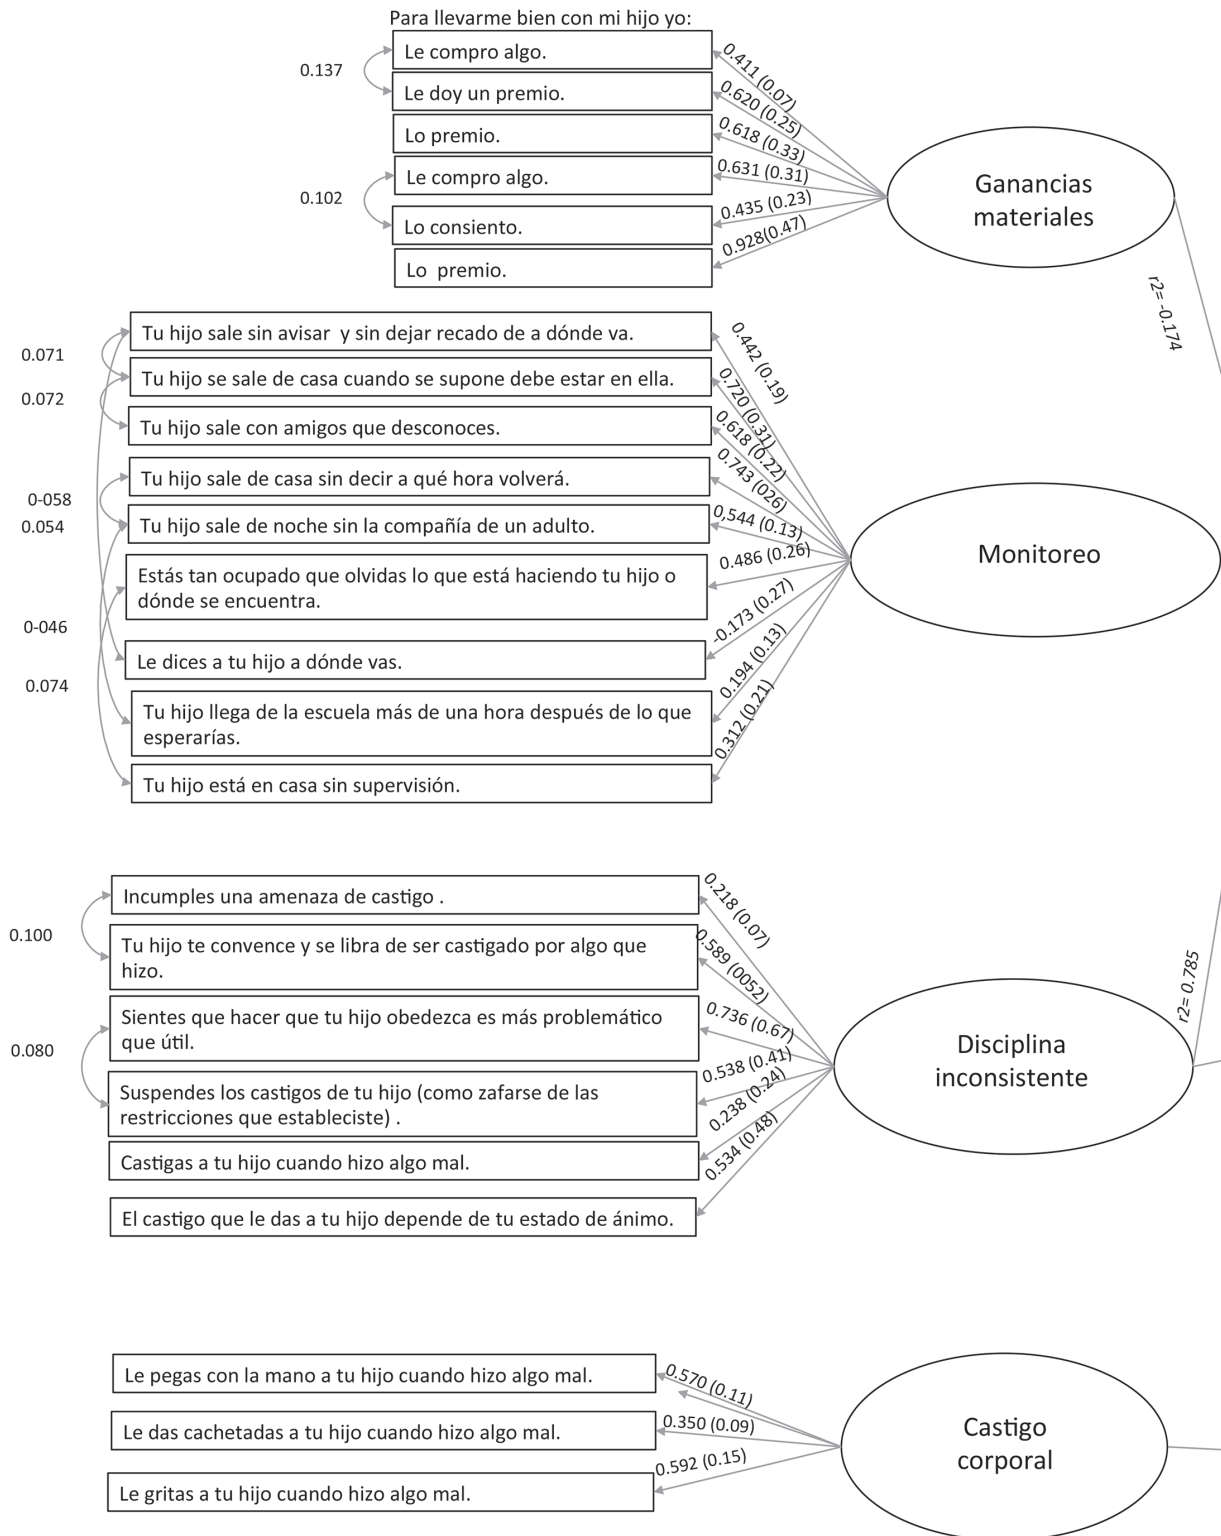 Para llevarme bien con mi hijo yo:
Le compro algo.
0.411 (0.07)
0.137
Le doy un premio.
0.620 (0.25)
Lo premio.
0.618 (0.33)
Le compro algo.
0.631 (0.31)
0.102
Lo consiento.
0.435 (0.23)
Lo premio.
0.928(0.47)
Ganancias
materiales
r2= -0.174
Tu hijo sale sin avisar y sin dejar recado de a dónde va.
0.442 (0.19)
0.071
Tu hijo se sale de casa cuando se supone debe estar en ella.
0.720 (0.31)
0.072
Tu hijo sale con amigos que desconoces.
0.618 (0.22)
Tu hijo sale de casa sin decir a qué hora volverá.
0.743 (026)
0-058
0.054
Tu hijo sale de noche sin la compañía de un adulto.
0,544 (0.13)
Estás tan ocupado que olvidas lo que está haciendo tu hijo o
dónde se encuentra.
0.486 (0.26)
0-046
Le dices a tu hijo a dónde vas.
-0.173 (0.27)
0.074
Tu hijo llega de la escuela más de una hora después de lo que
esperarías.
0.194 (0.13)
Tu hijo está en casa sin supervisión.
0.312 (0.21)
Monitoreo
Incumples una amenaza de castigo .
0.218 (0.07)
0.100
Tu hijo te convence y se libra de ser castigado por algo que
hizo.
0.589 (0052)
Sientes que hacer que tu hijo obedezca es más problemático
que útil.
0.736 (0.67)
0.080
Suspendes los castigos de tu hijo (como zafarse de las
restricciones que estableciste) .
0.538 (0.41)
Castigas a tu hijo cuando hizo algo mal.
0.238 (0.24)
El castigo que le das a tu hijo depende de tu estado de ánimo.
0.534 (0.48)
Disciplina
inconsistente
r2= 0.785
Le pegas con la mano a tu hijo cuando hizo algo mal.
0.570 (0.11)
Le das cachetadas a tu hijo cuando hizo algo mal.
0.350 (0.09)
Le gritas a tu hijo cuando hizo algo mal.
0.592 (0.15)
Castigo
corporal